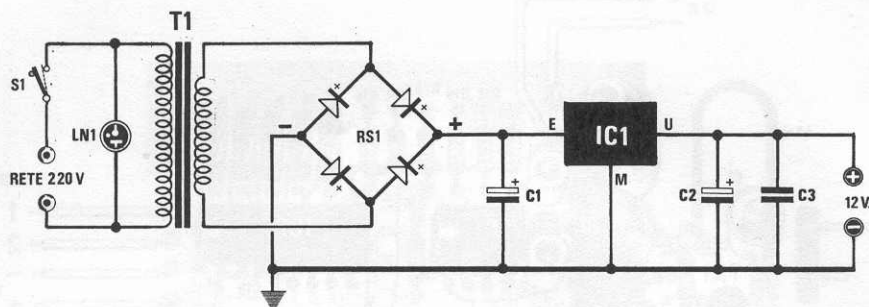 T1
S1
LN1
RETE 220 V
RS1
- +
E IC1 U
M
C1
C2
C3
+
+
+
-
12 V.